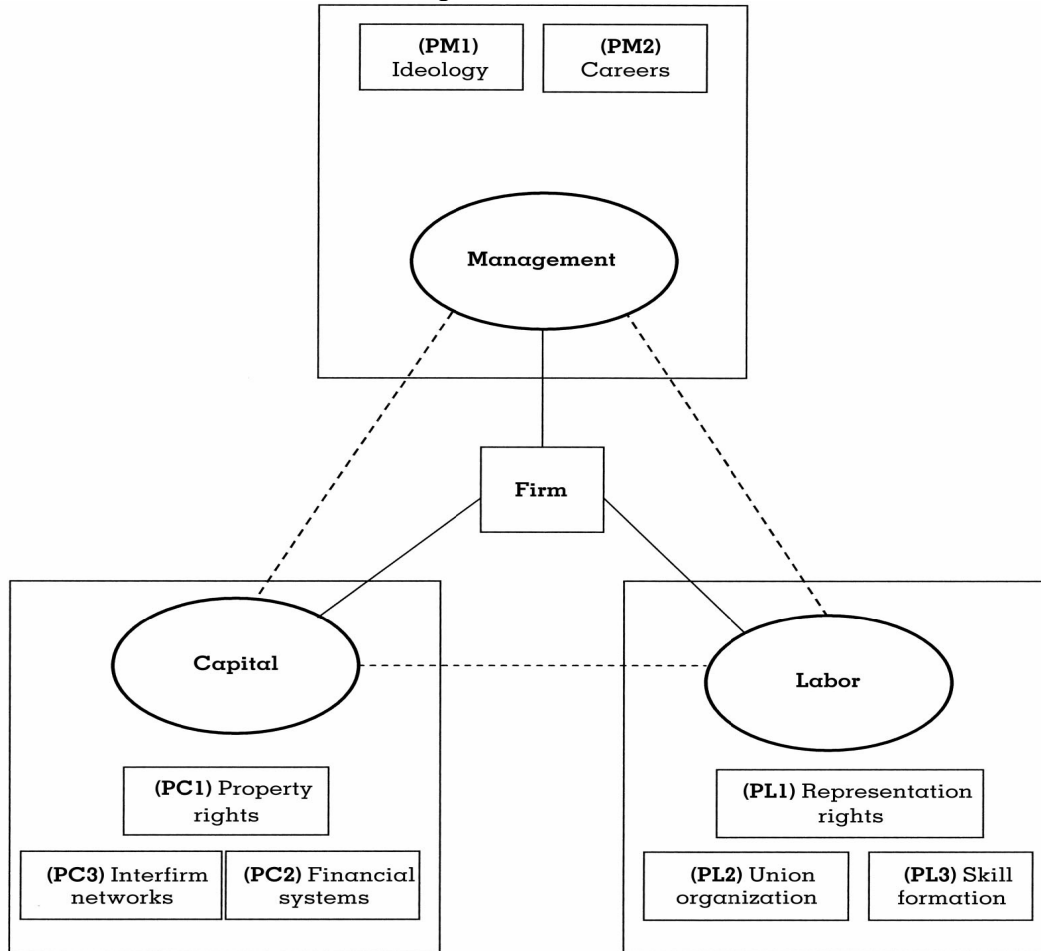 (PM1)
Ideology
(PM2)
Careers
Management
Firm
Capital
Labor
(PC1) Property
rights
(PC3) Interfirm
networks
(PC2) Financial
systems
(PL1) Representation
rights
(PL2) Union
organization
(PL3) Skill
formation